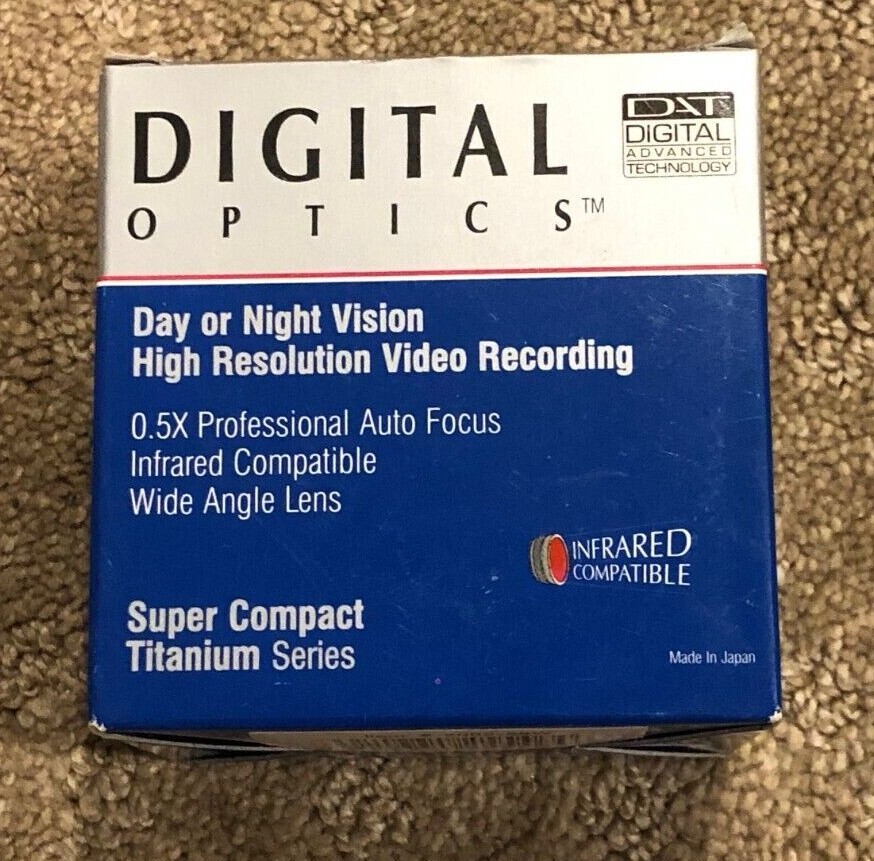 DIGITAL
OPTICS™
DAT
DIGITAL
ADVANCED
TECHNOLOGY
Day or Night Vision
High Resolution Video Recording
0.5X Professional Auto Focus
Infrared Compatible
Wide Angle Lens
INFRARED
COMPATIBLE
Super Compact
Titanium Series
Made In Japan